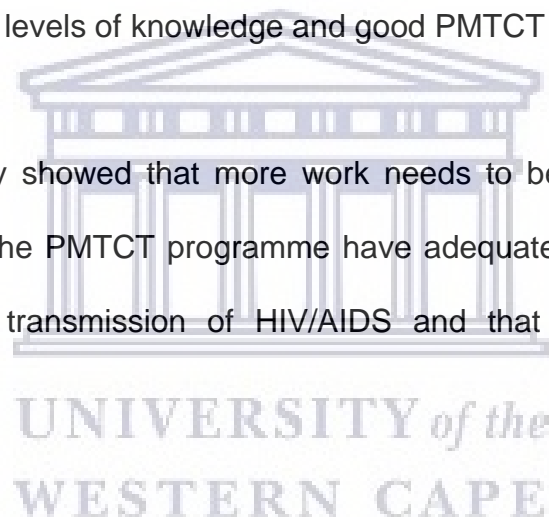 levels of knowledge and good PMTCT
y showed that more work needs to be
he PMTCT programme have adequate
transmission of HIV/AIDS and that
UNIVERSITY of the
WESTERN CAPE